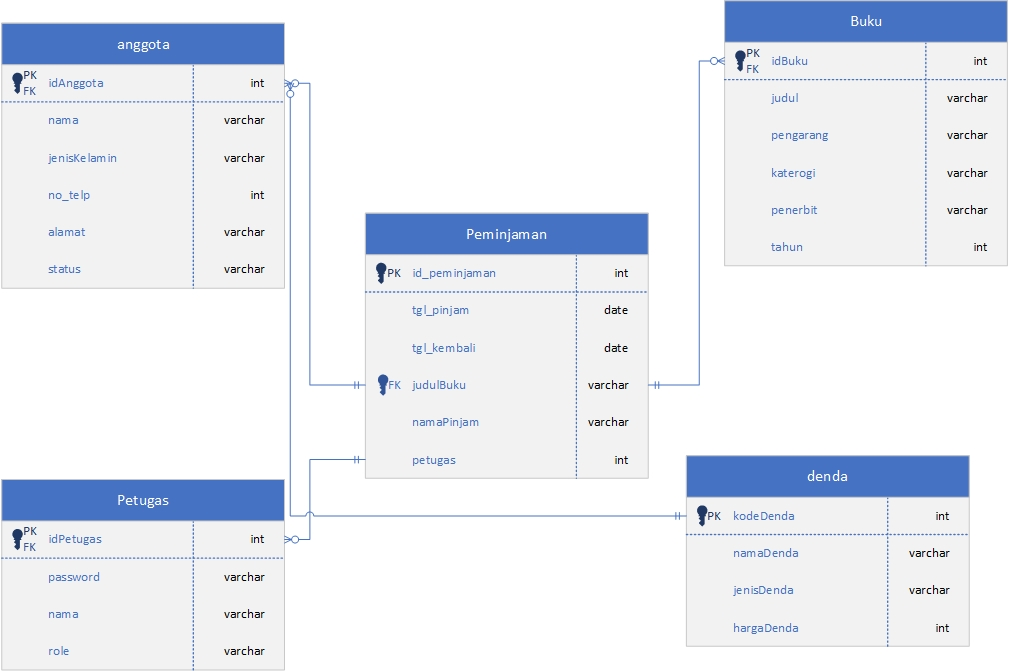 anggota
PK
FK
idAnggota int
nama varchar
jenisKelamin varchar
no_telp int
alamat varchar
status varchar
Buku
PK
FK
idBuku int
judul varchar
pengarang varchar
katerogi varchar
penerbit varchar
tahun int
Peminjaman
PK id_peminjaman int
tgl_pinjam date
tgl_kembali date
FK judulBuku varchar
namaPinjam varchar
petugas int
Petugas
PK
FK
idPetugas int
password varchar
nama varchar
role varchar
denda
PK kodeDenda int
namaDenda varchar
jenisDenda varchar
hargaDenda int